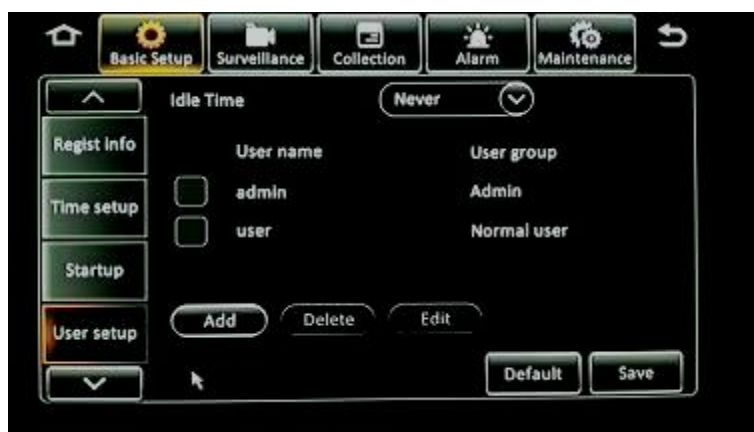 Basic Setup Surveillance Collection Alarm Maintenance
Idle Time Never
Regist info
User name User group
admin Admin
Time setup
user Normal user
Startup
Add Delete Edit
User setup
Default Save